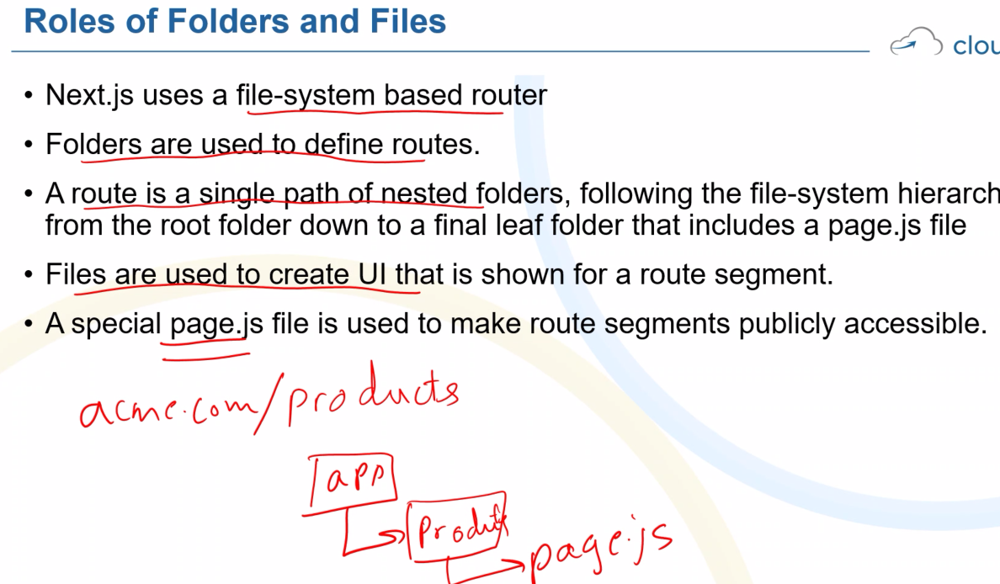 Roles of Folders and Files
clou
• Next.js uses a file-system based router
• Folders are used to define routes.
• A route is a single path of nested folders, following the file-system hierarch
from the root folder down to a final leaf folder that includes a page.js file
• Files are used to create UI that is shown for a route segment.
• A special page.js file is used to make route segments publicly accessible.
acme.com/products
app
page.js